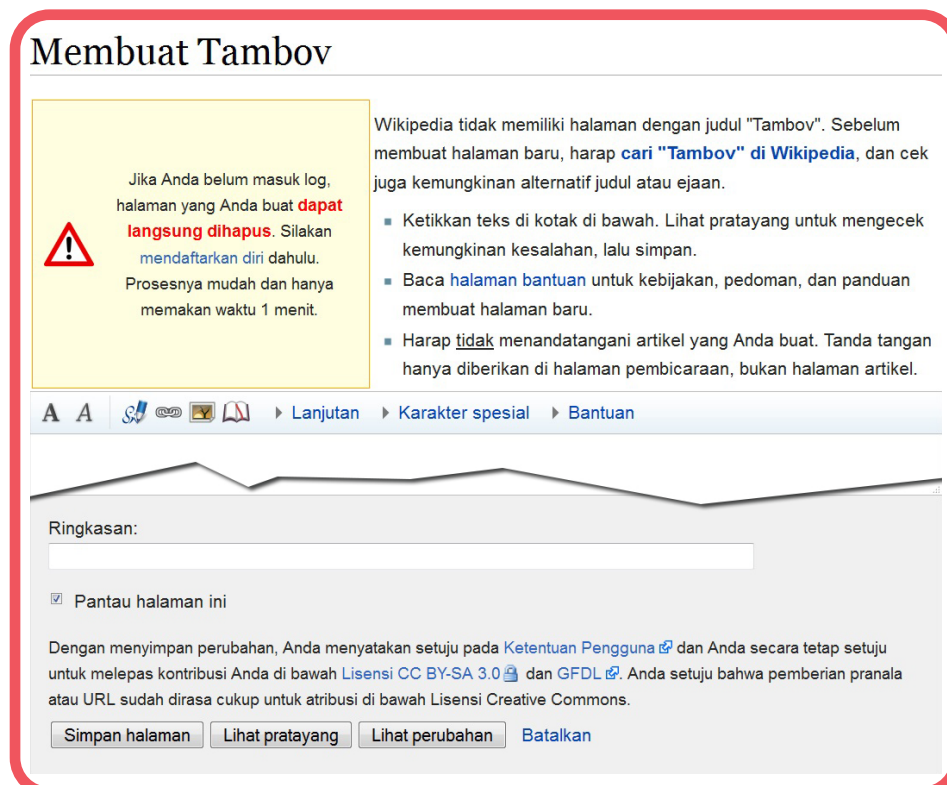 Membuat Tambov
Jika Anda belum masuk log,
halaman yang Anda buat dapat
langsung dihapus. Silakan
mendaftarkan diri dahulu.
Prosesnya mudah dan hanya
memakan waktu 1 menit.
Wikipedia tidak memiliki halaman dengan judul "Tambov". Sebelum
membuat halaman baru, harap cari "Tambov" di Wikipedia, dan cek
juga kemungkinan alternatif judul atau ejaan.
Ketikkan teks di kotak di bawah. Lihat pratayang untuk mengecek
kemungkinan kesalahan, lalu simpan.
Baca halaman bantuan untuk kebijakan, pedoman, dan panduan
membuat halaman baru.
Harap tidak menandatangani artikel yang Anda buat. Tanda tangan
hanya diberikan di halaman pembicaraan, bukan halaman artikel.
A A Lanjutan Karakter spesial Bantuan
Ringkasan:
Pantau halaman ini
Dengan menyimpan perubahan, Anda menyatakan setuju pada Ketentuan Pengguna dan Anda secara tetap setuju
untuk melepas kontribusi Anda di bawah Lisensi CC BY-SA 3.0 dan GFDL. Anda setuju bahwa pemberian pranala
atau URL sudah dirasa cukup untuk atribusi di bawah Lisensi Creative Commons.
Simpan halaman Lihat pratayang Lihat perubahan Batalkan